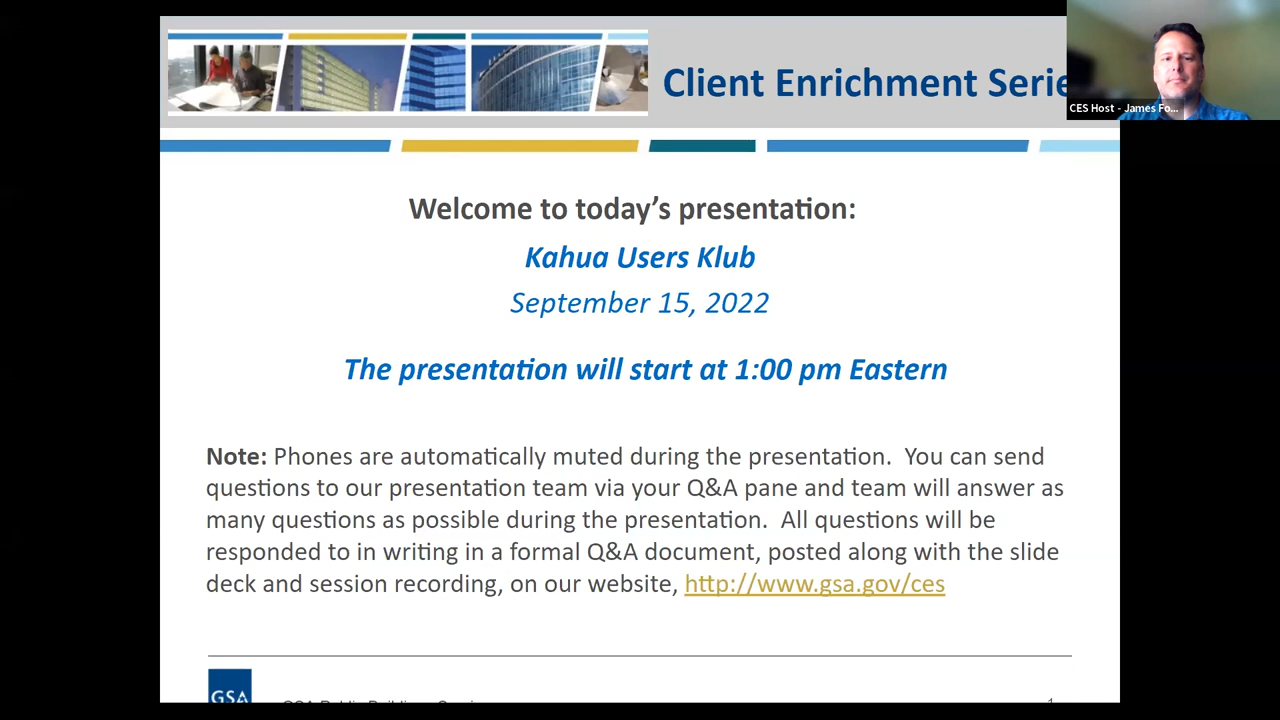 Client Enrichment Serie
CES Host - James Fo...
Welcome to today's presentation:
Kahua Users Klub
September 15, 2022
The presentation will start at 1:00 pm Eastern
Note: Phones are automatically muted during the presentation. You can send
questions to our presentation team via your Q&A pane and team will answer as
many questions as possible during the presentation. All questions will be
responded to in writing in a formal Q&A document, posted along with the slide
deck and session recording, on our website, http://www.gsa.gov/ces
GSA
1